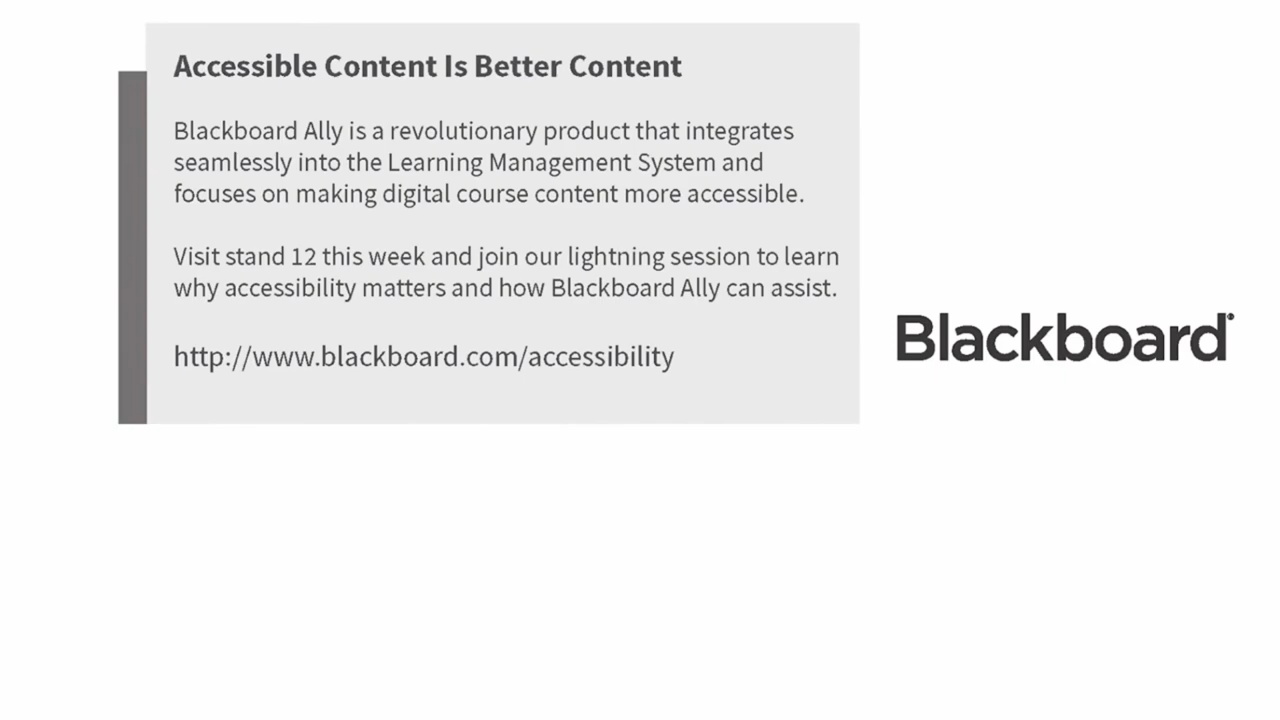 Accessible Content Is Better Content
Blackboard Ally is a revolutionary product that integrates
seamlessly into the Learning Management System and
focuses on making digital course content more accessible.
Visit stand 12 this week and join our lightning session to learn
why accessibility matters and how Blackboard Ally can assist.
http://www.blackboard.com/accessibility
Blackboard